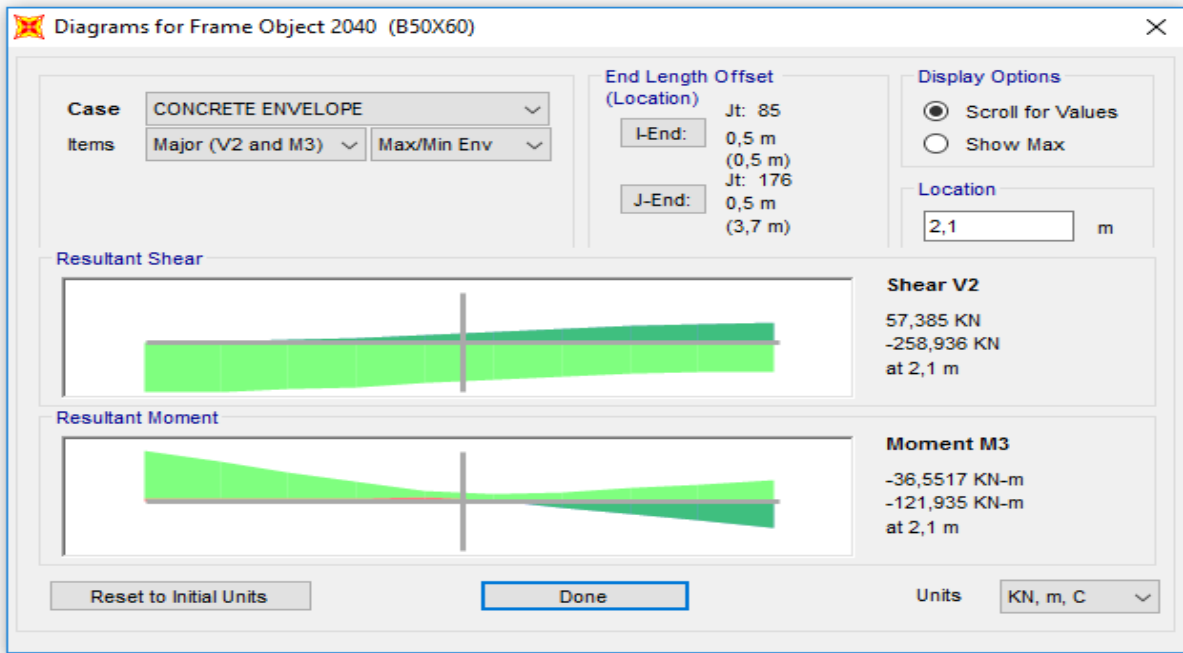 Diagrams for Frame Object 2040 (B50X60)
Case CONCRETE ENVELOPE
Items Major (V2 and M3) Max/Min Env
End Length Offset
(Location)
Jt: 85
I-End: 0,5 m
(0,5 m)
Jt: 176
J-End: 0,5 m
(3,7 m)
Display Options
Scroll for Values
Show Max
Location
2,1 m
Resultant Shear
Shear V2
57,385 KN
-258,936 KN
at 2,1 m
Resultant Moment
Moment M3
-36,5517 KN-m
-121,935 KN-m
at 2,1 m
Reset to Initial Units Done Units KN, m, C